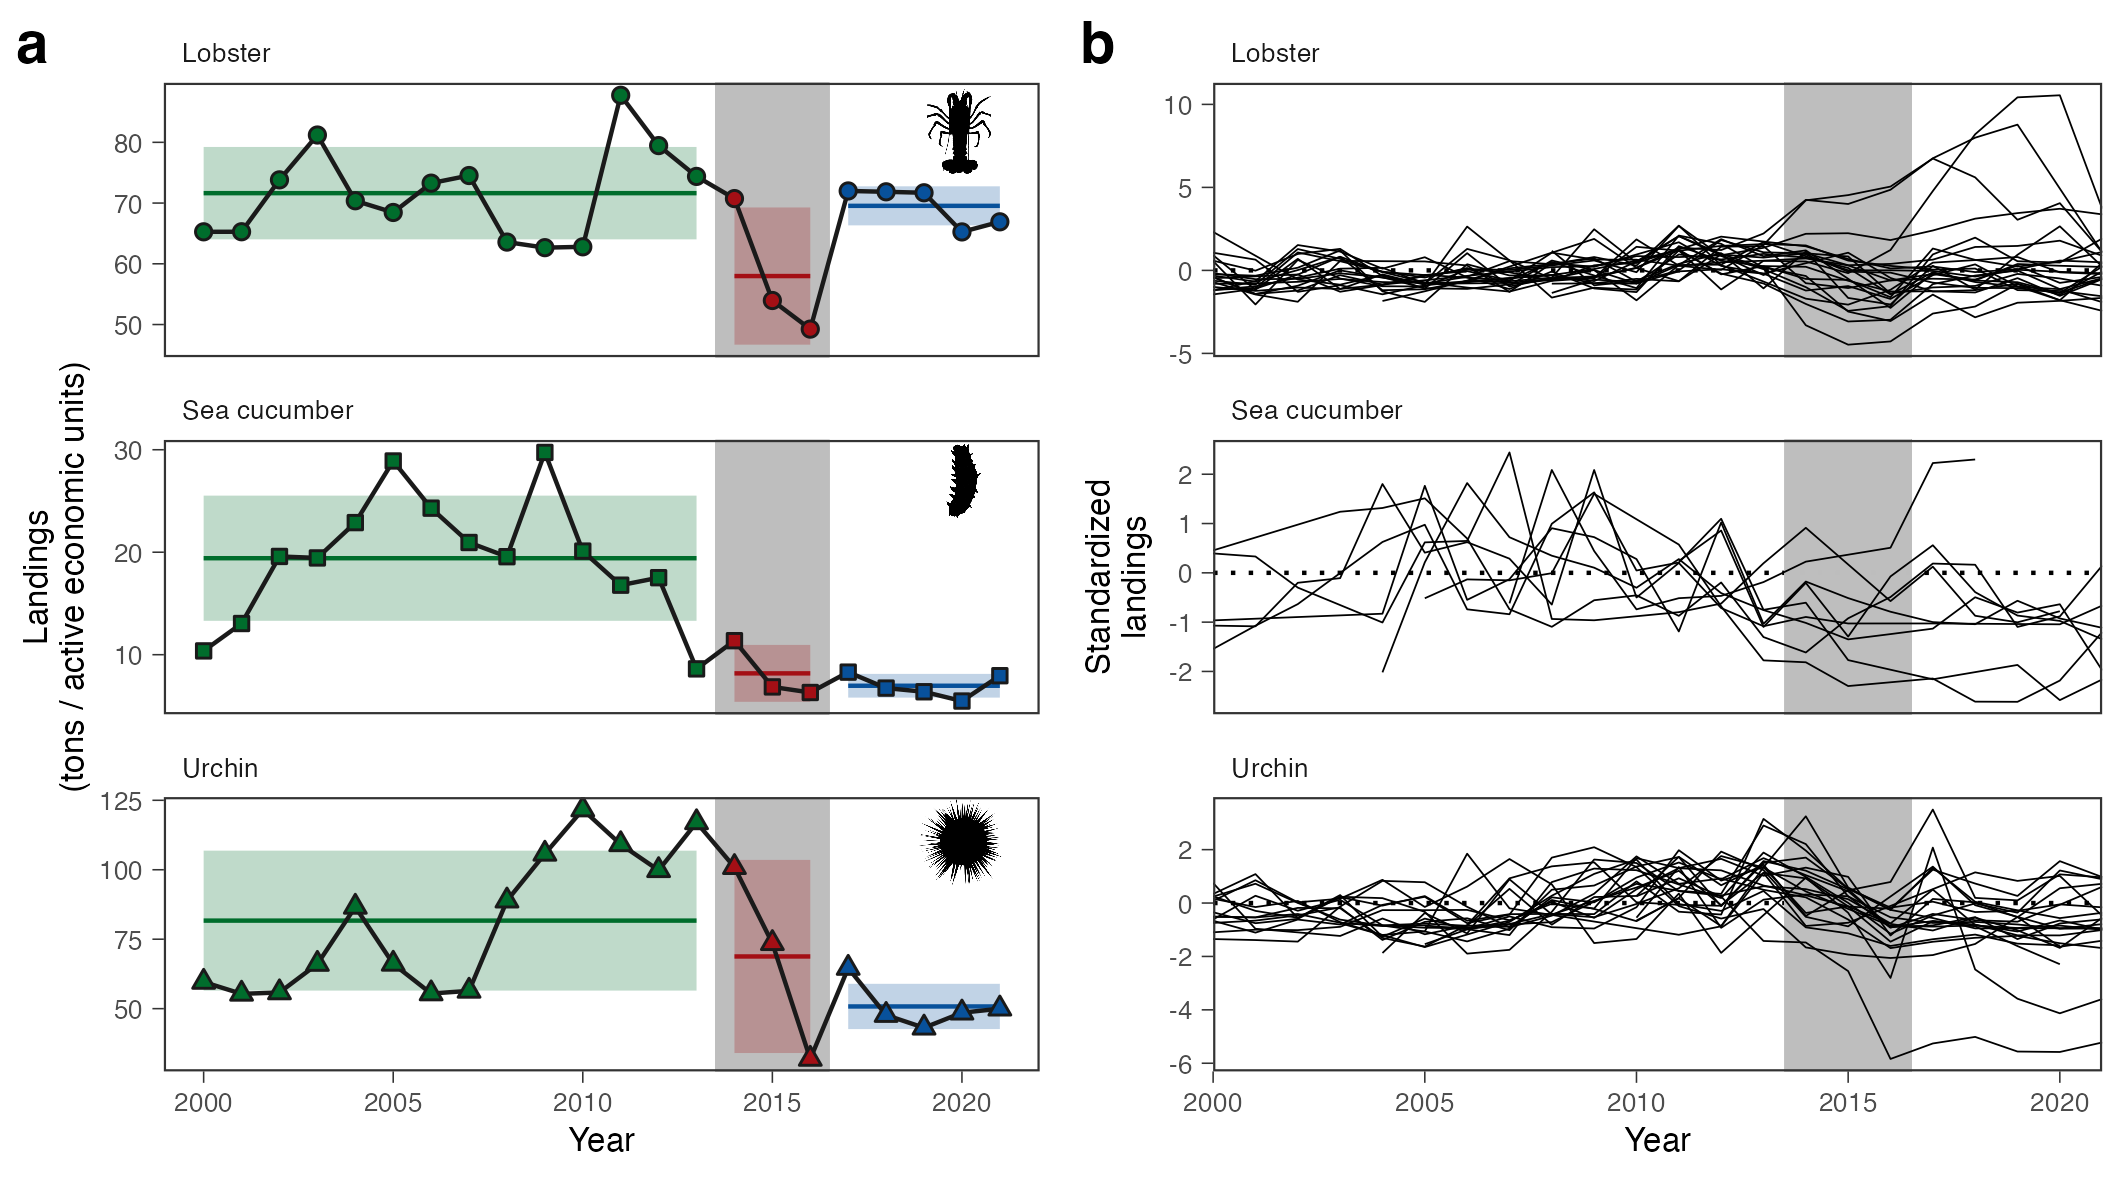 a
Lobster
80
70
60
50
Sea cucumber
30
20
10
Urchin
125
100
75
50
2000 2005 2010 2015 2020
Year
Landings
(tons / active economic units)
b
Lobster
10
5
0
-5
Sea cucumber
2
1
0
-1
-2
Urchin
2
0
-2
-4
-6
2000 2005 2010 2015 2020
Year
Standardized
landings